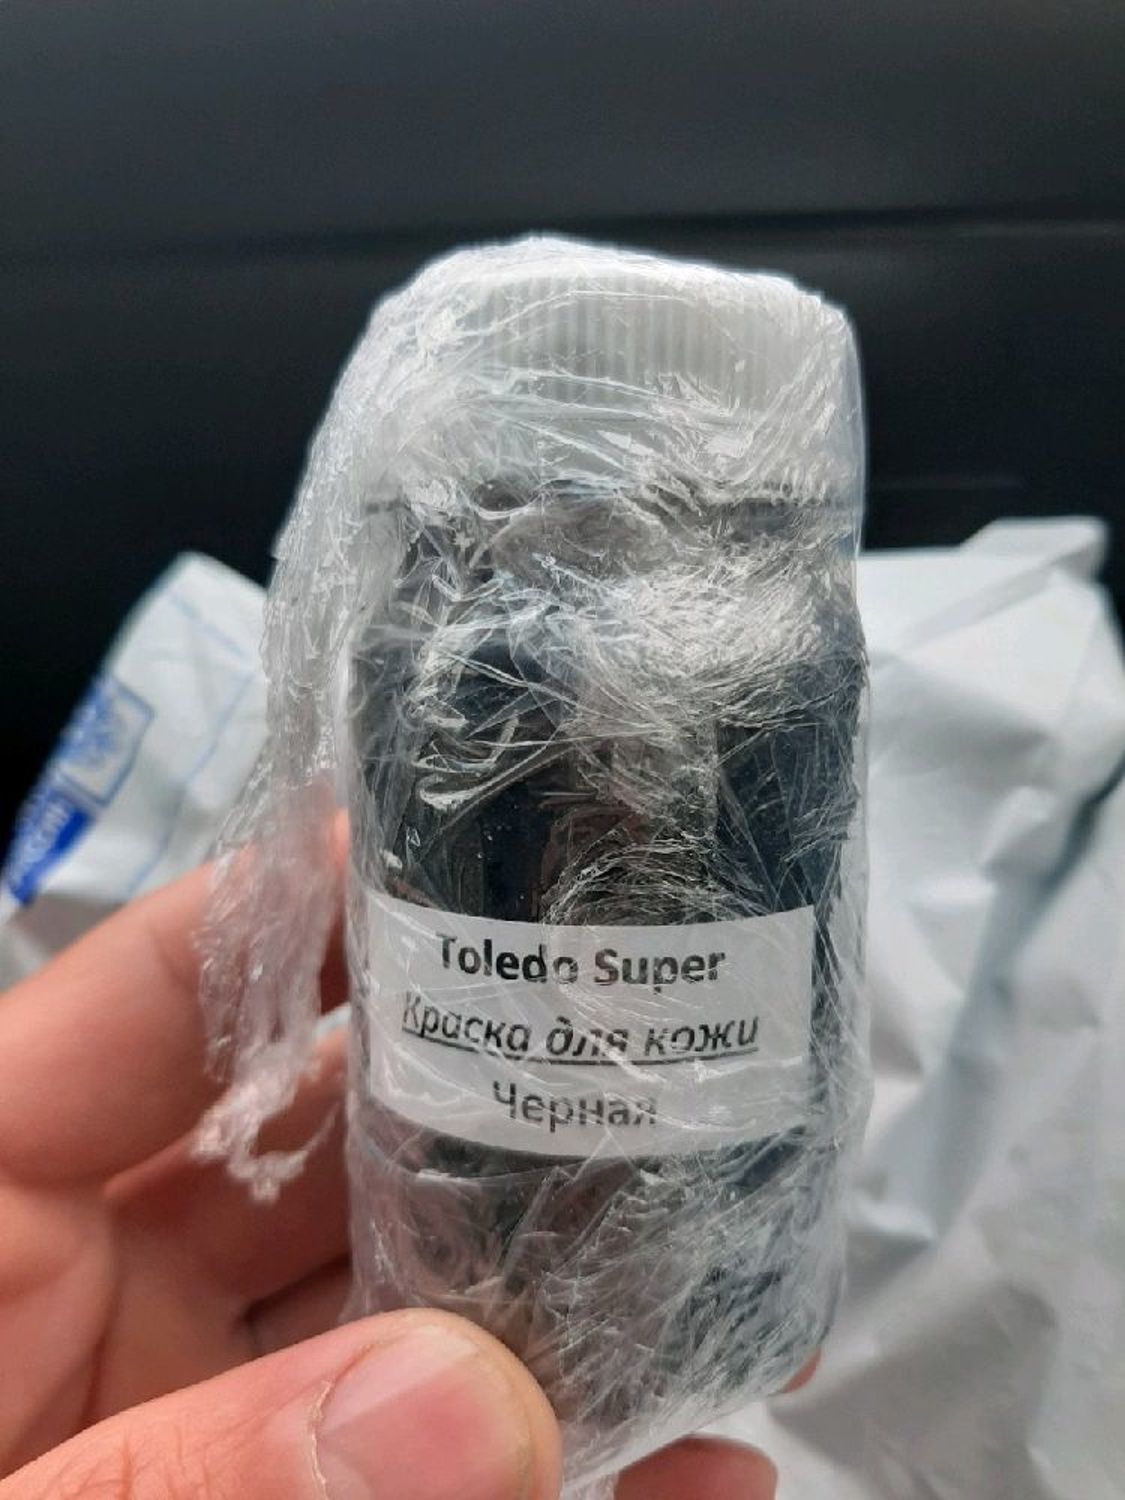 Toledo Super
Краска для кожи
Черная